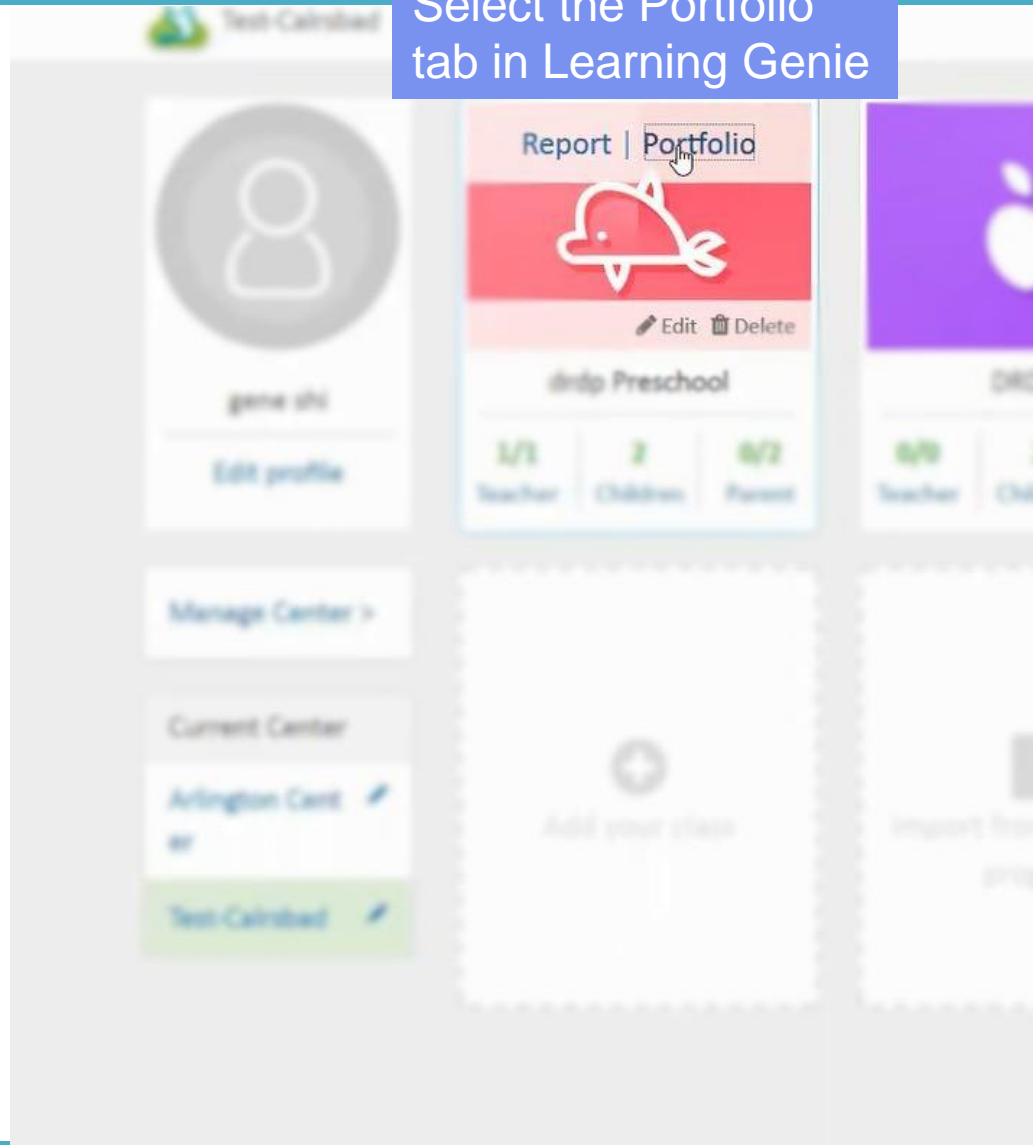 Test-Calrsbad
Select the Portfolio
tab in Learning Genie
Report | Portfolio
Edit Delete
drdp Preschool
1/1 2 0/2
Teacher Children Parent
gene shi
Edit profile
0/0
Teacher
Manage Center >
Current Center
Arlington Cent
er
Test-Calrsbad
Add your class
Import